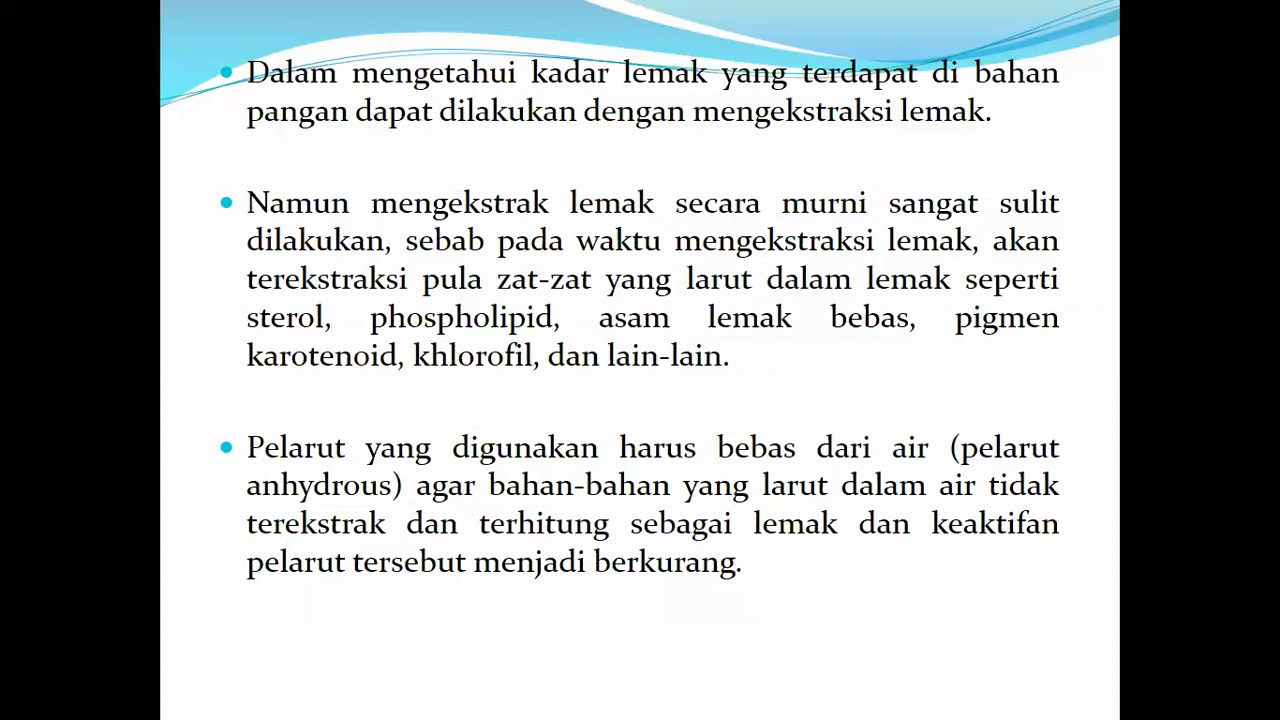 Dalam mengetahui kadar lemak yang terdapat di bahan
pangan dapat dilakukan dengan mengekstraksi lemak.
Namun mengekstrak lemak secara murni sangat sulit
dilakukan, sebab pada waktu mengekstraksi lemak, akan
terekstraksi pula zat-zat yang larut dalam lemak seperti
sterol, phospholipid, asam lemak bebas, pigmen
karotenoid, khlorofil, dan lain-lain.
Pelarut yang digunakan harus bebas dari air (pelarut
anhydrous) agar bahan-bahan yang larut dalam air tidak
terekstrak dan terhitung sebagai lemak dan keaktifan
pelarut tersebut menjadi berkurang.